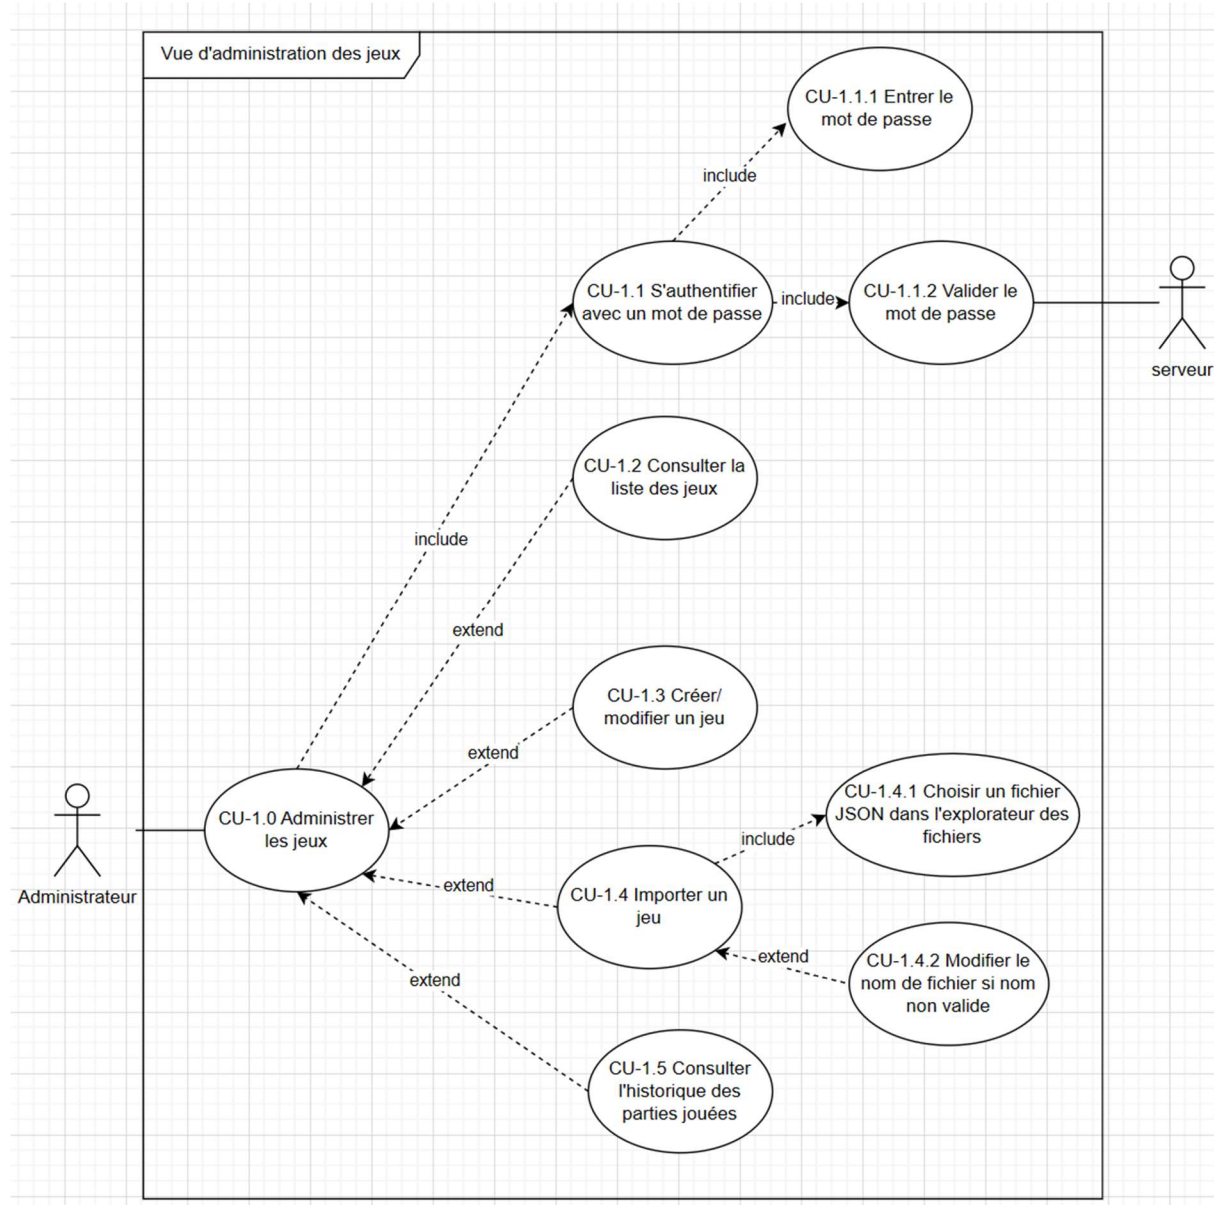 Vue d'administration des jeux
CU-1.1.1 Entrer le
mot de passe
include
CU-1.1 S'authentifier
avec un mot de passe
include
CU-1.1.2 Valider le
mot de passe
serveur
CU-1.2 Consulter la
liste des jeux
include
extend
CU-1.3 Créer/
modifier un jeu
extend
CU-1.0 Administrer
les jeux
Administrateur
CU-1.4.1 Choisir un fichier
JSON dans l'explorateur des
fichiers
include
extend
CU-1.4 Importer un
jeu
extend
CU-1.4.2 Modifier le
nom de fichier si nom
non valide
extend
CU-1.5 Consulter
l'historique des
parties jouées